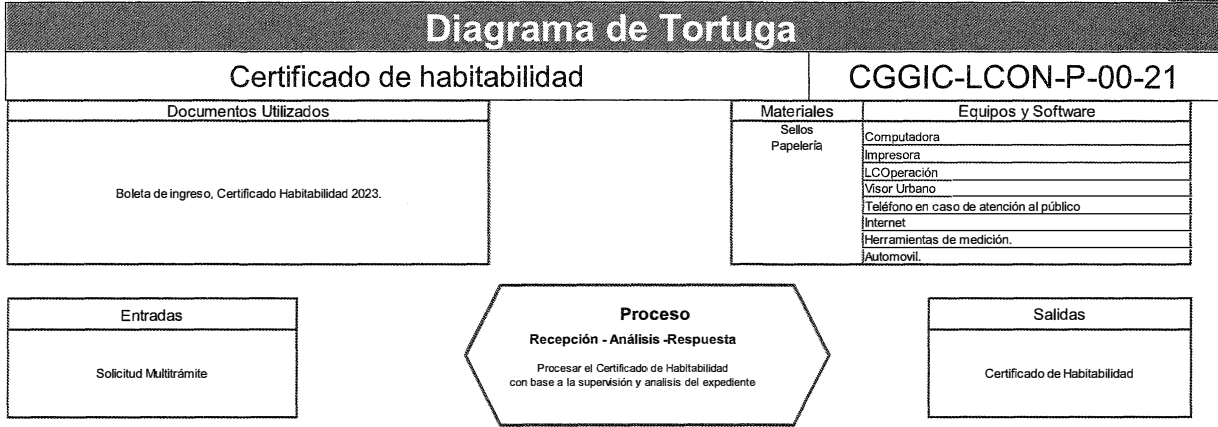 Diagrama de Tortuga
Certificado de habitabilidad
CGGIC-LCON-P-00-21
Documentos Utilizados
Boleta de ingreso, Certificado Habitabilidad 2023.
Materiales
Sellos
Papelería
Equipos y Software
Computadora
Impresora
LCOperación
Visor Urbano
Teléfono en caso de atención al público
Internet
Herramientas de medición.
Automovil.
Entradas
Solicitud Multitrámite
Proceso
Recepción - Análisis -Respuesta
Procesar el Certificado de Habitabilidad
con base a la supervisión y analisis del expediente
Salidas
Certificado de Habitabilidad